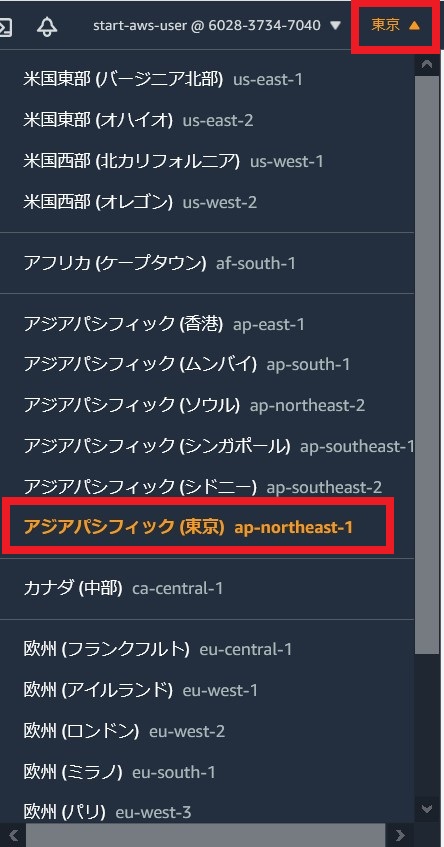 start-aws-user @ 6028-3734-7040 ▼ 東京 ▲
米国東部 (バージニア北部) us-east-1
米国東部 (オハイオ) us-east-2
米国西部 (北カリフォルニア) us-west-1
米国西部 (オレゴン) us-west-2
アフリカ (ケープタウン) af-south-1
アジアパシフィック (香港) ap-east-1
アジアパシフィック (ムンバイ) ap-south-1
アジアパシフィック (ソウル) ap-northeast-2
アジアパシフィック (シンガポール) ap-southeast-1
アジアパシフィック (シドニー) ap-southeast-2
アジアパシフィック (東京) ap-northeast-1
カナダ (中部) ca-central-1
欧州 (フランクフルト) eu-central-1
欧州 (アイルランド) eu-west-1
欧州 (ロンドン) eu-west-2
欧州 (ミラノ) eu-south-1
欧州 (パリ) eu-west-3